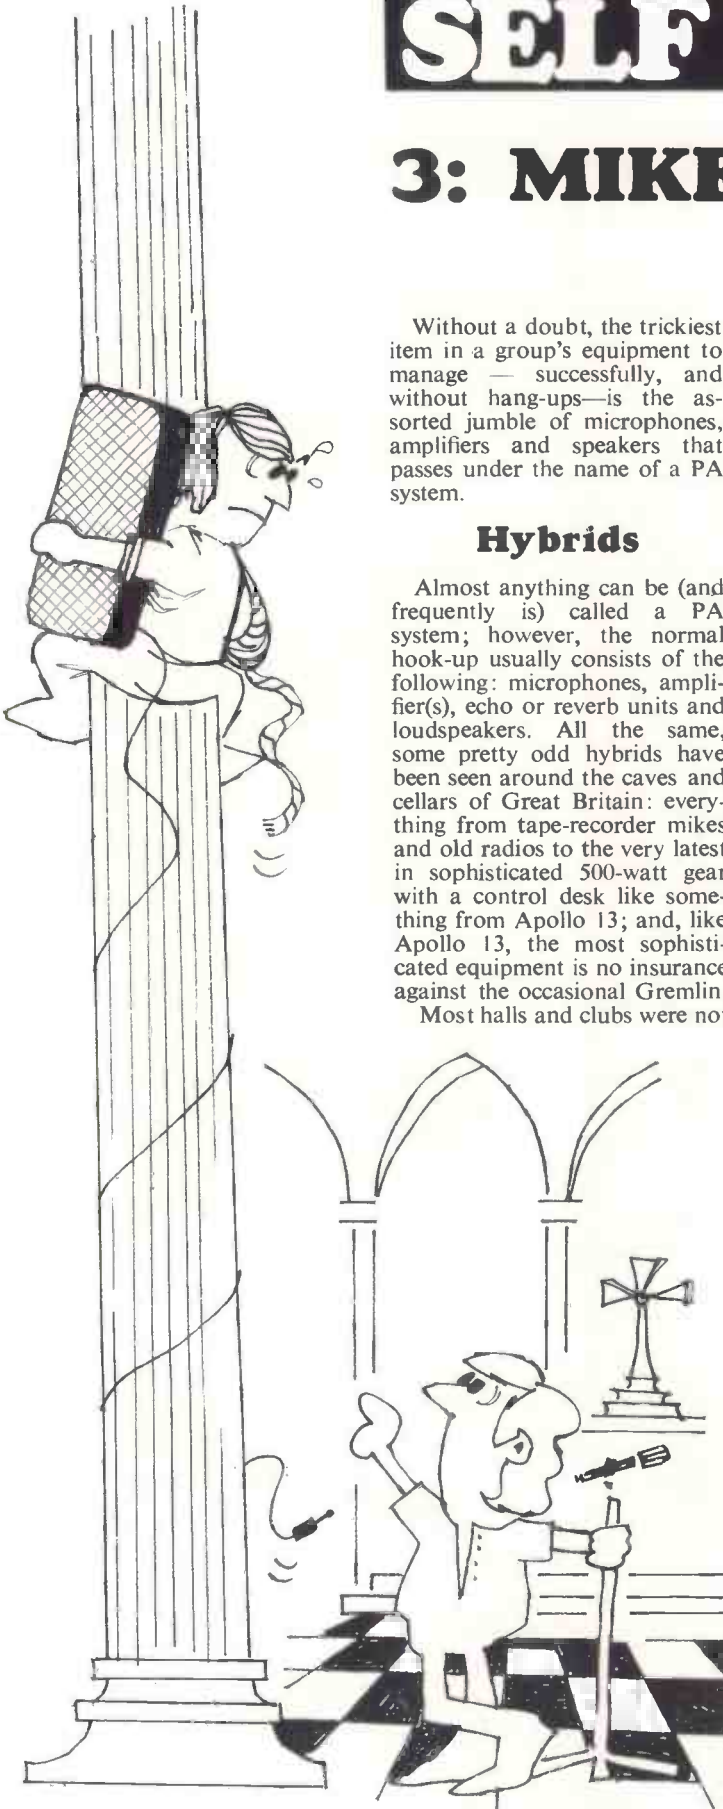 SELF
3: MIKE
Without a doubt, the trickiest
item in a group's equipment to
manage — successfully, and
without hang-ups—is the as-
sorted jumble of microphones,
amplifiers and speakers that
passes under the name of a PA
system.
Hybrids
Almost anything can be (and
frequently is) called a PA
system; however, the normal
hook-up usually consists of the
following: microphones, ampli-
fier(s), echo or reverb units and
loudspeakers. All the same,
some pretty odd hybrids have
been seen around the caves and
cellars of Great Britain: every-
thing from tape-recorder mikes
and old radios to the very latest
in sophisticated 500-watt gear
with a control desk like some-
thing from Apollo 13; and, like
Apollo 13, the most sophisti-
cated equipment is no insurance
against the occasional Gremlin
Most halls and clubs were